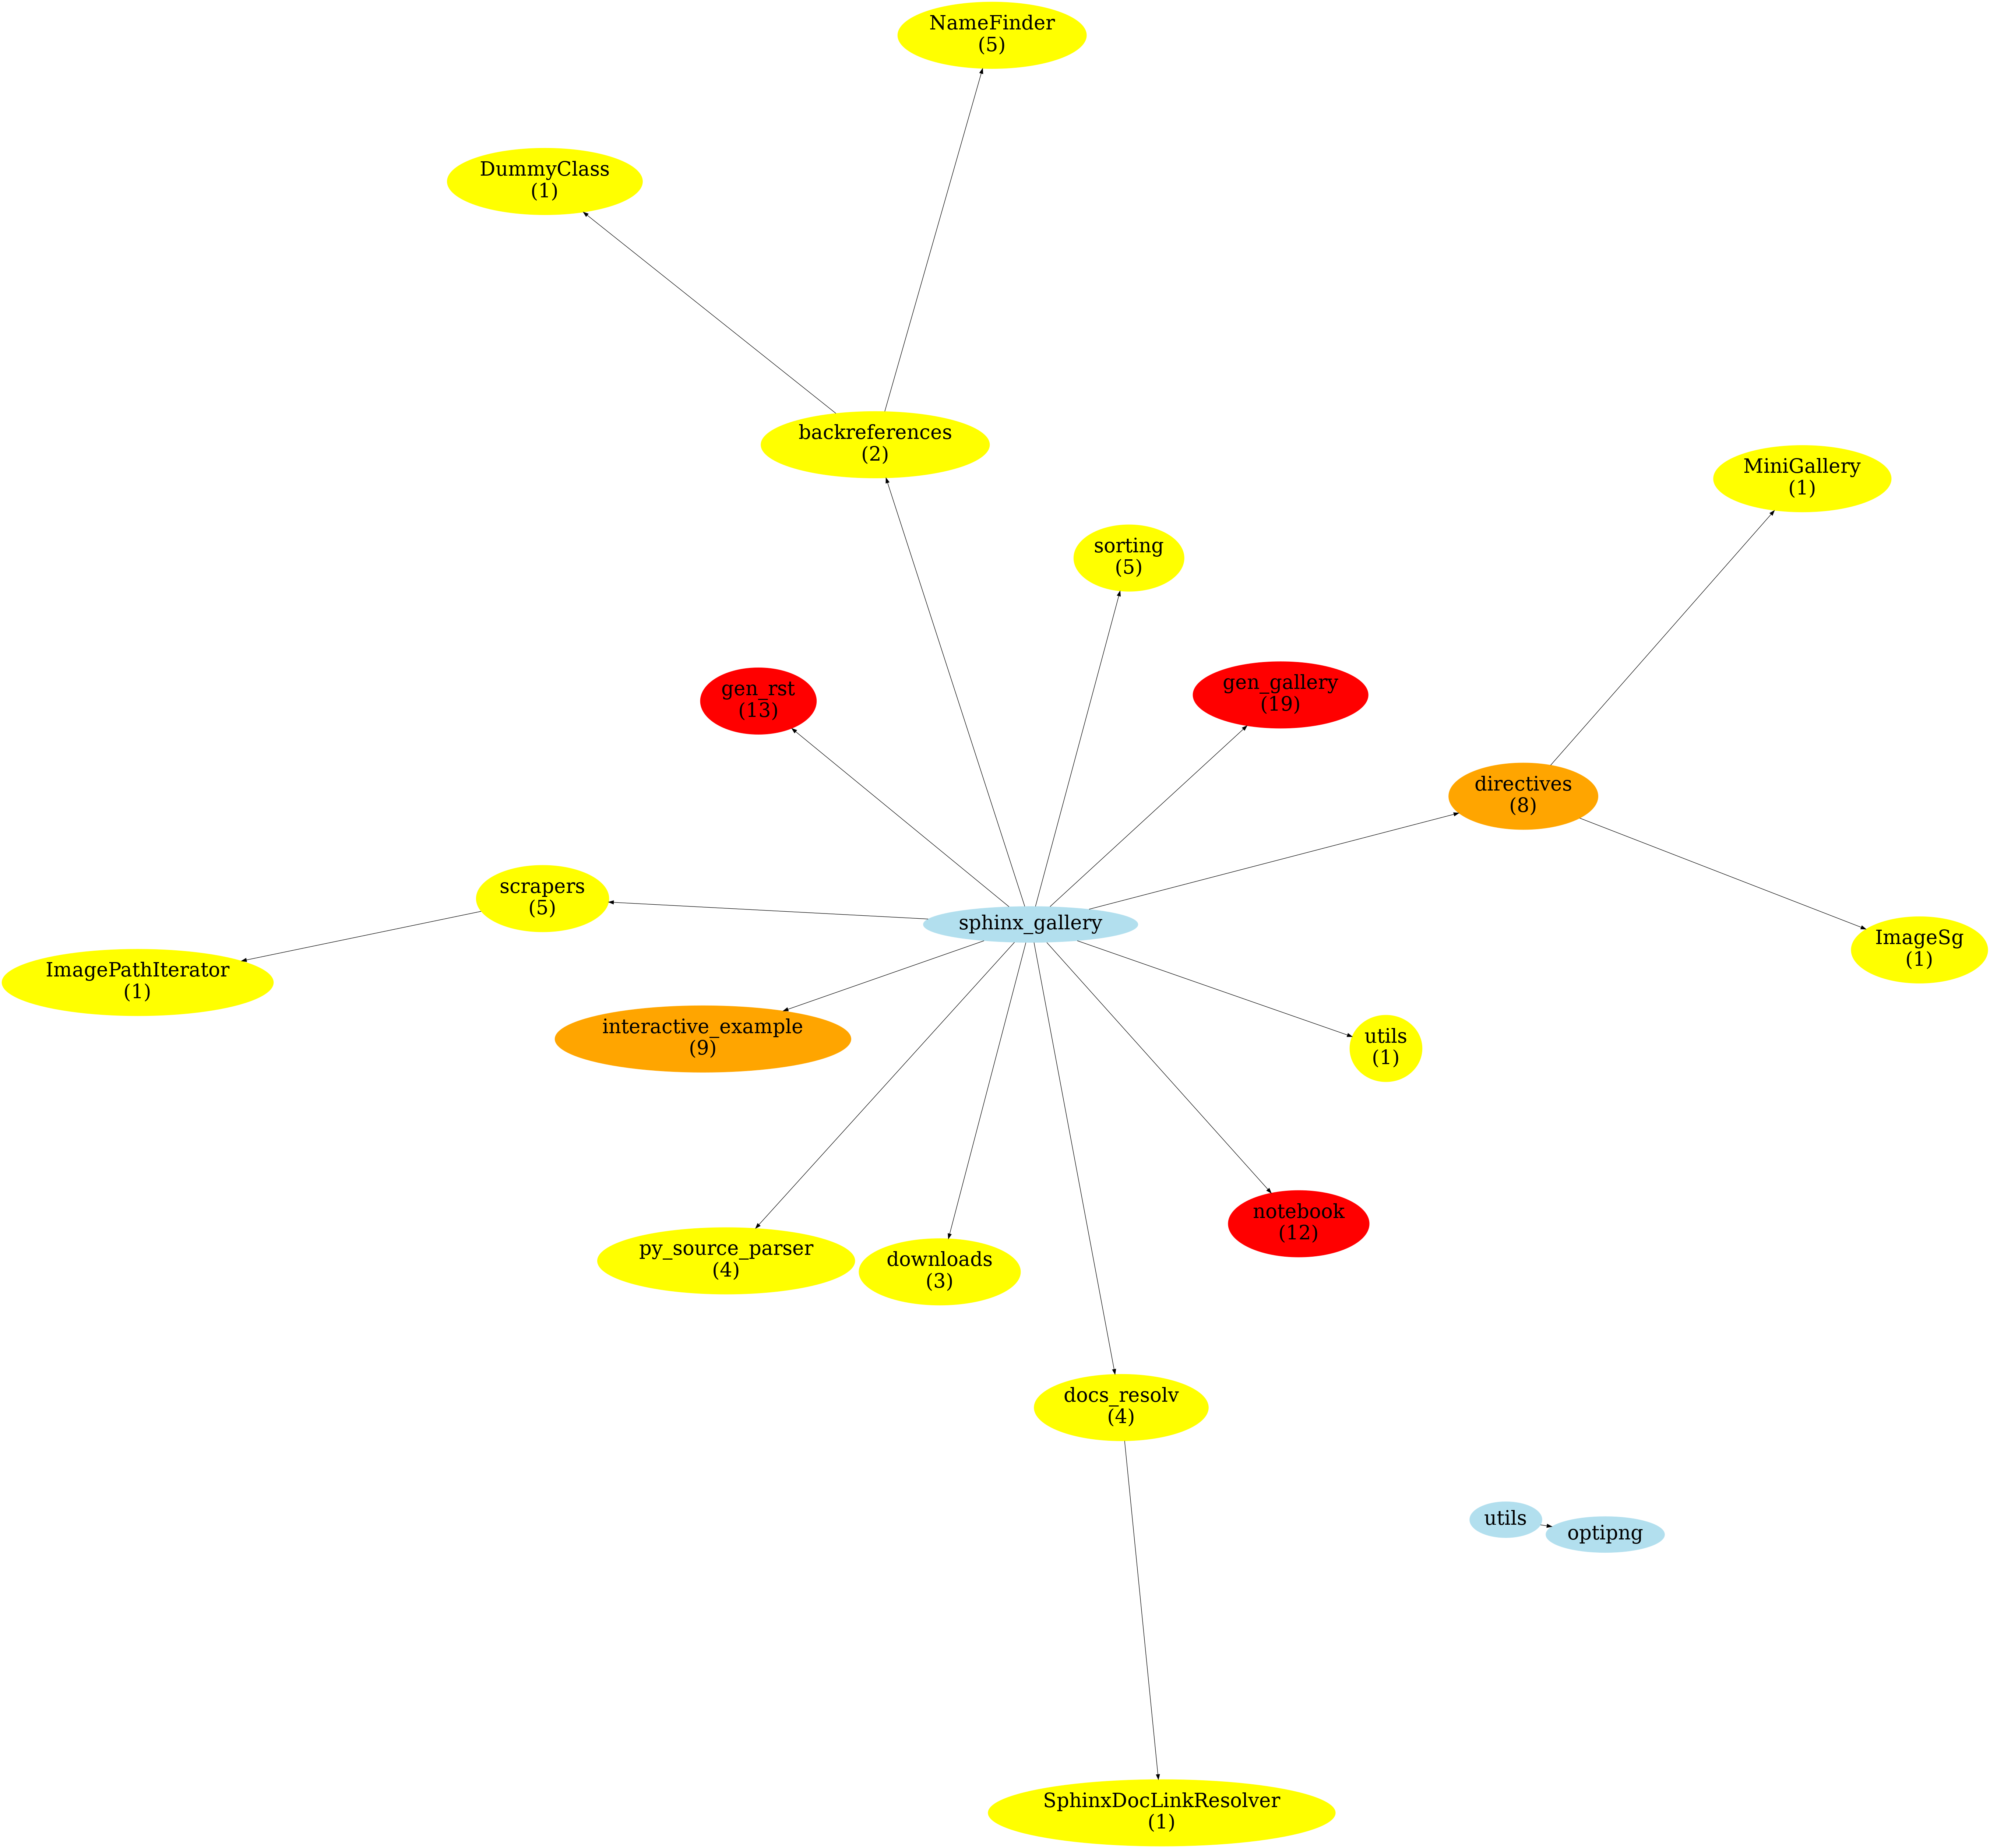 NameFinder
(5)
DummyClass
(1)
backreferences
(2)
MiniGallery
(1)
sorting
(5)
gen_rst
(13)
gen_gallery
(19)
directives
(8)
scrapers
(5)
sphinx_gallery
ImageSg
(1)
ImagePathIterator
(1)
interactive_example
(9)
utils
(1)
notebook
(12)
py_source_parser
(4)
downloads
(3)
docs_resolv
(4)
utils
optipng
SphinxDocLinkResolver
(1)